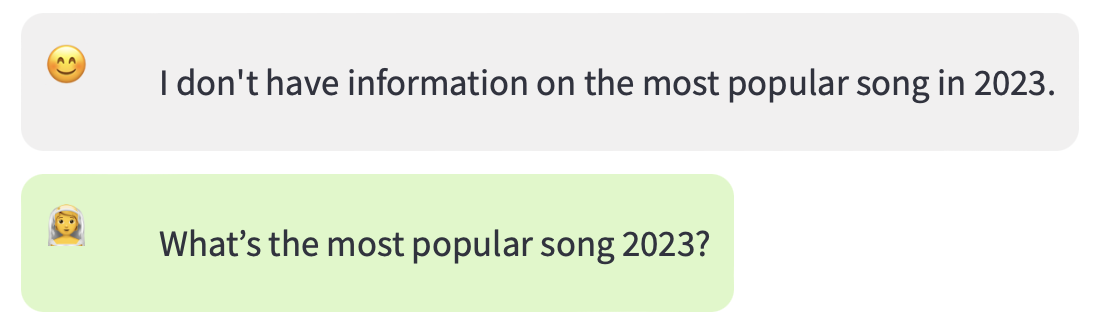 I don't have information on the most popular song in 2023.
What’s the most popular song 2023?